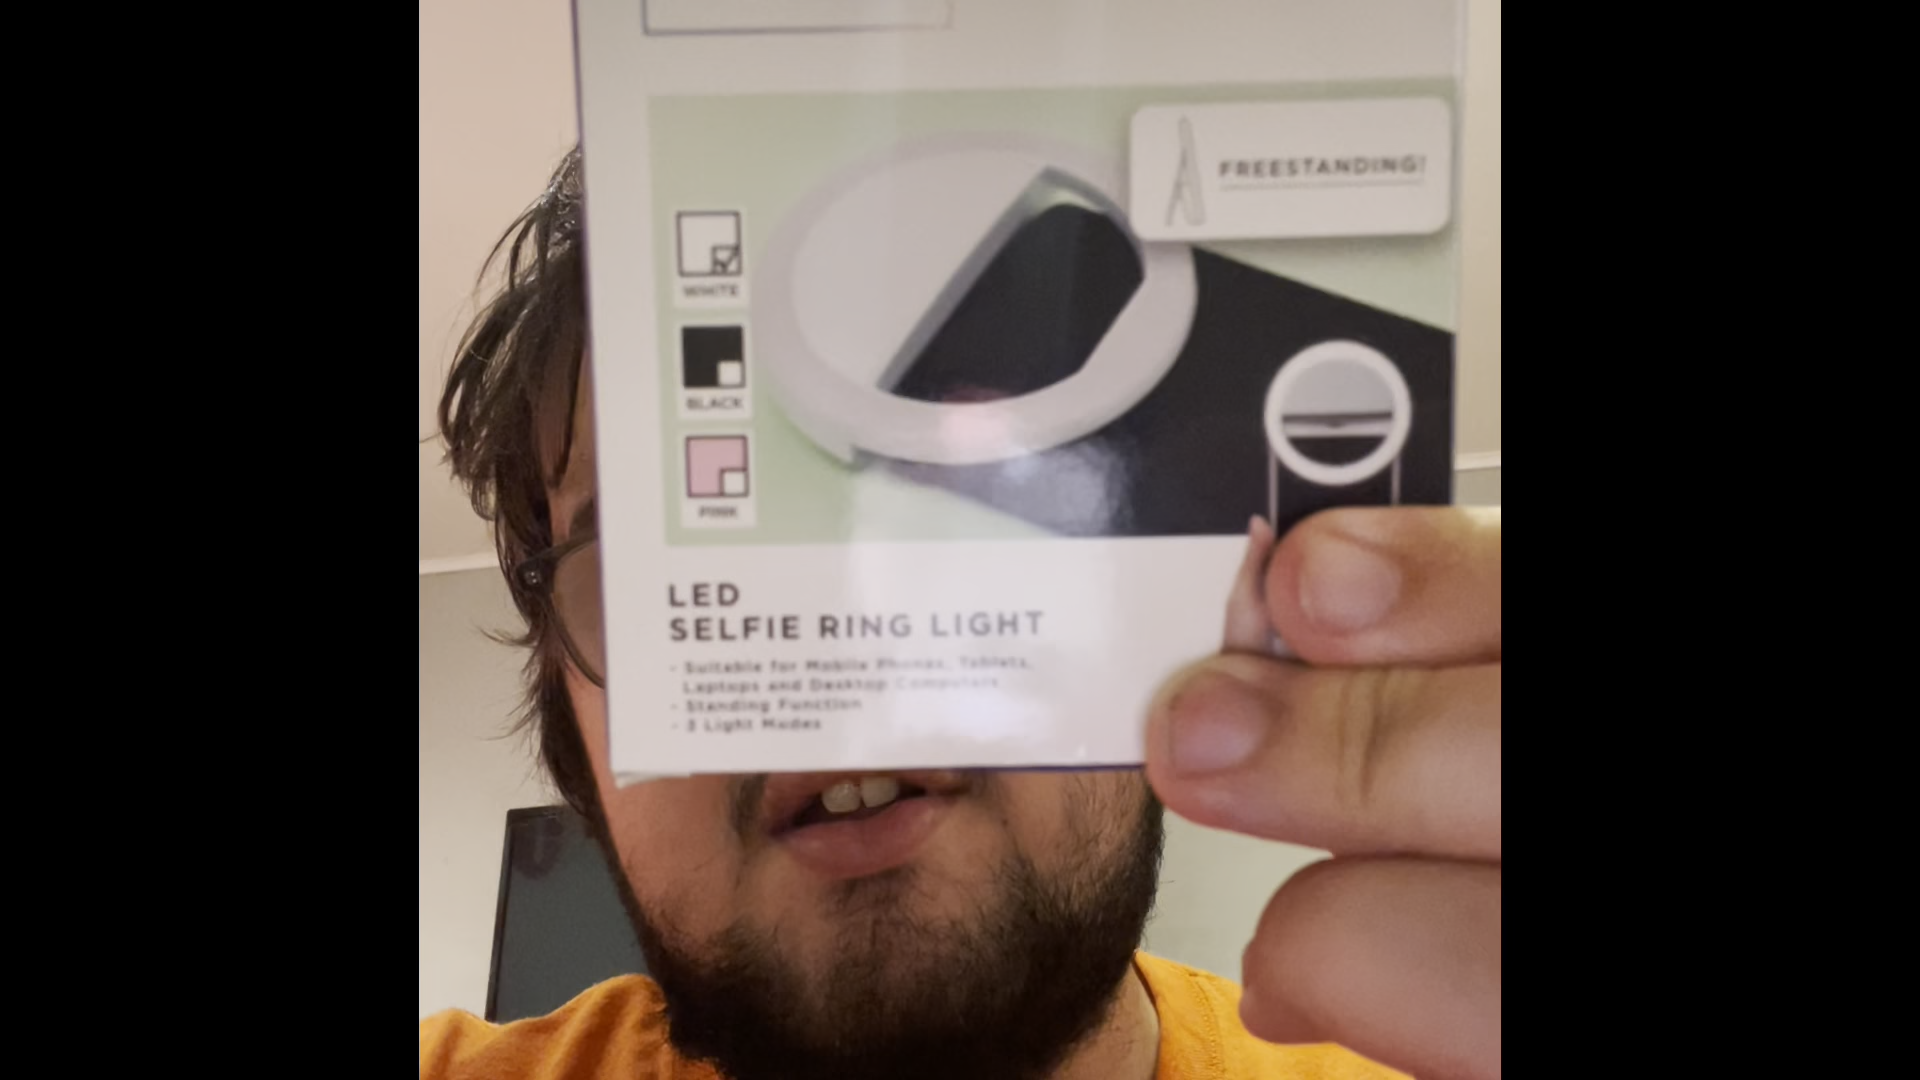 FREESTANDING!
WHITE
BLACK
PINK
LED
SELFIE RING LIGHT
- Suitable for Mobile Phones, Tablets,
Laptops and Desktop Computers
- Standing Function
- 3 Light Modes